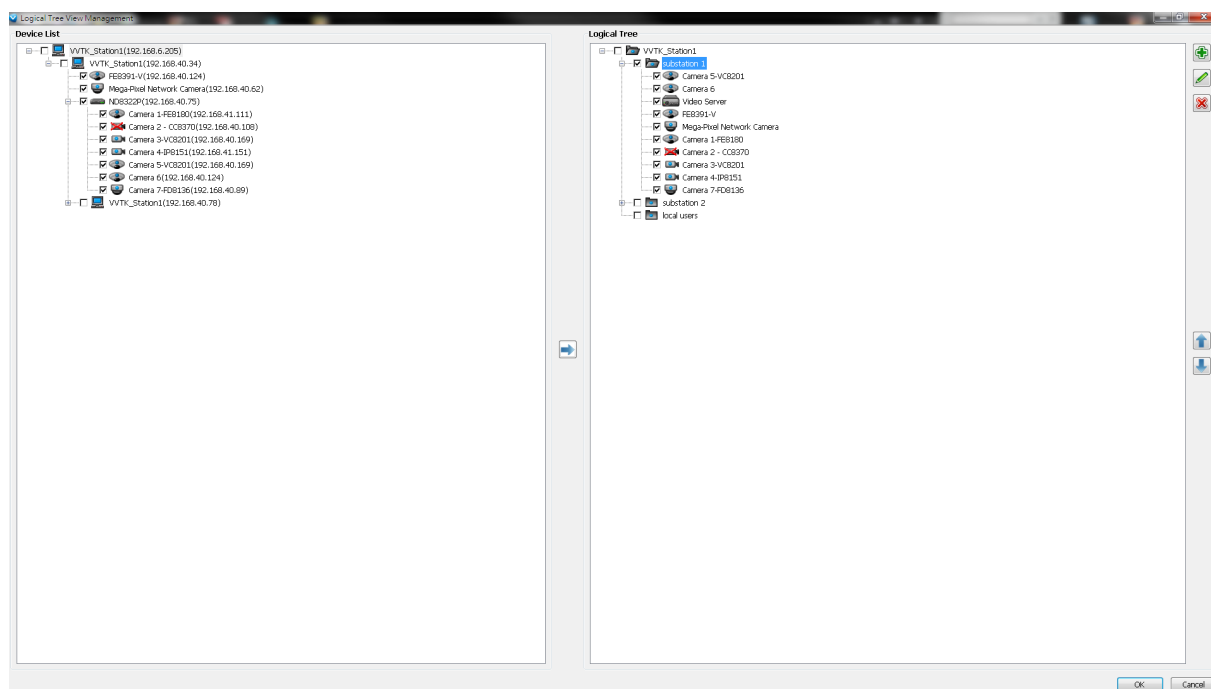 Logical Tree View Management
Device List
VVTK_Station1(192.168.6.205)
VVTK_Station1(192.168.40.34)
FE8391-V(192.168.40.124)
Mega-Pixel Network Camera(192.168.40.62)
ND8322P(192.168.40.75)
Camera 1-FE8180(192.168.41.111)
Camera 2 - CC8370(192.168.40.108)
Camera 3-VC8201(192.168.40.169)
Camera 4-IP8151(192.168.41.151)
Camera 5-VC8201(192.168.40.169)
Camera 6(192.168.40.124)
Camera 7-FD8136(192.168.40.89)
VVTK_Station1(192.168.40.78)
Logical Tree
VVTK_Station1
substation 1
Camera 5-VC8201
Camera 6
Video Server
FE8391-V
Mega-Pixel Network Camera
Camera 1-FE8180
Camera 2 - CC8370
Camera 3-VC8201
Camera 4-IP8151
Camera 7-FD8136
substation 2
local users
OK
Cancel